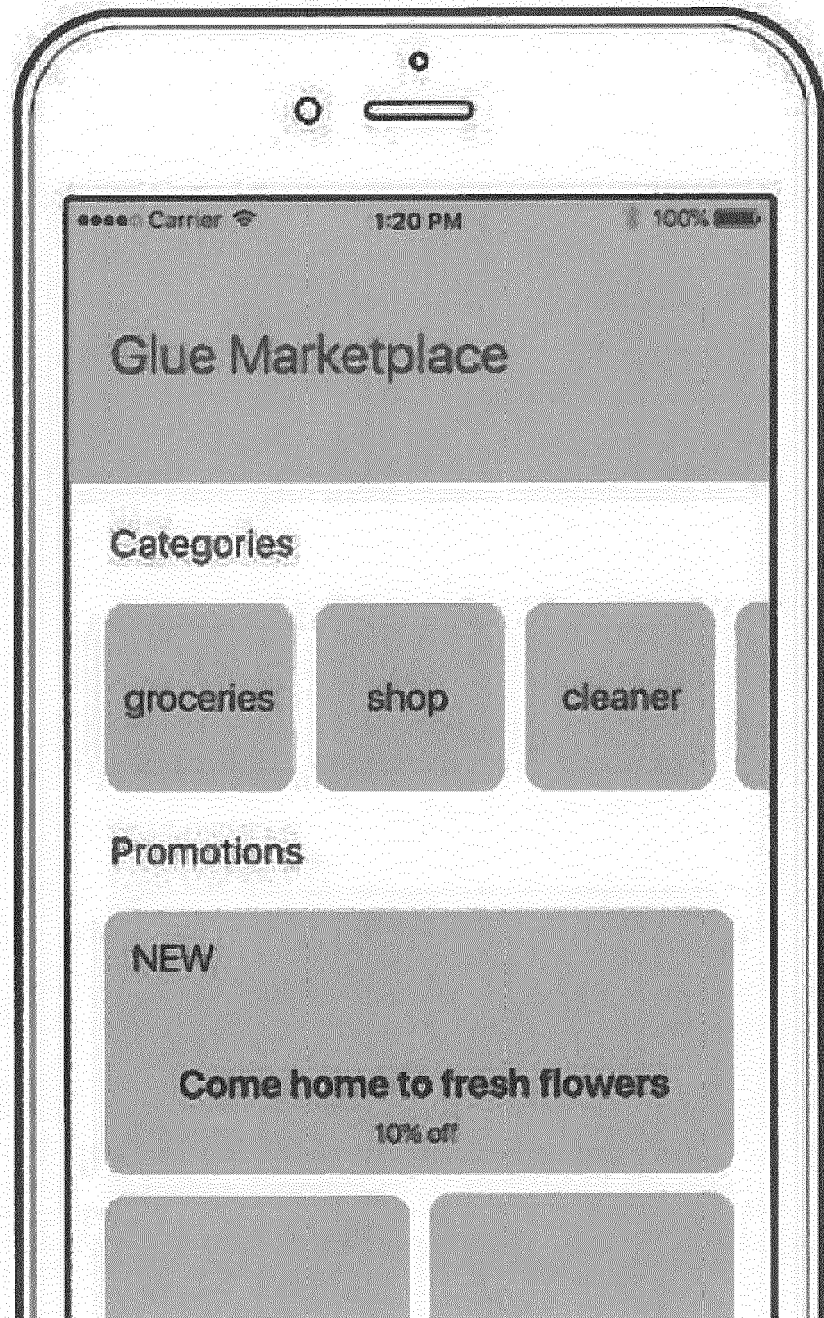 Carrier 1:20 PM 100%
Glue Marketplace
Categories
groceries shop cleaner
Promotions
NEW
Come home to fresh flowers
10% off